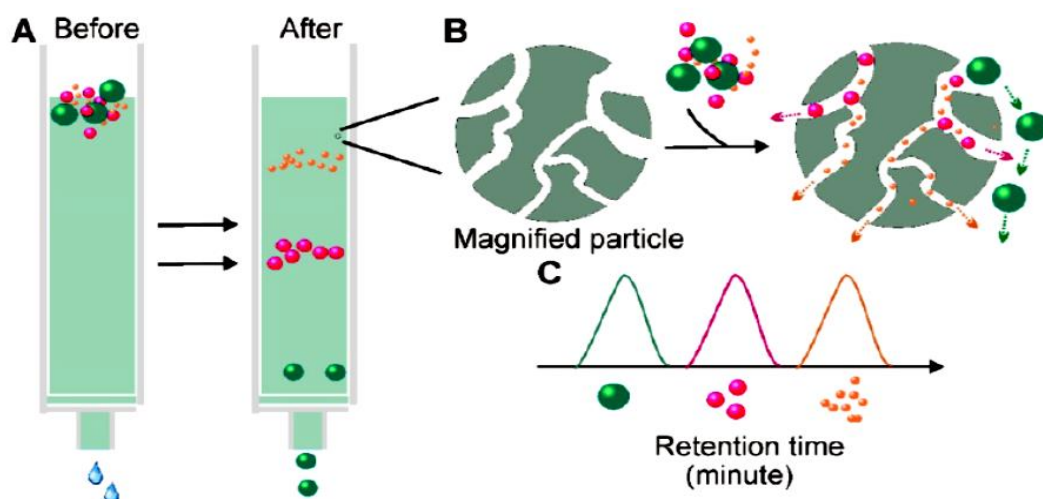 A
Before
After
B
Magnified particle
C
Retention time
(minute)